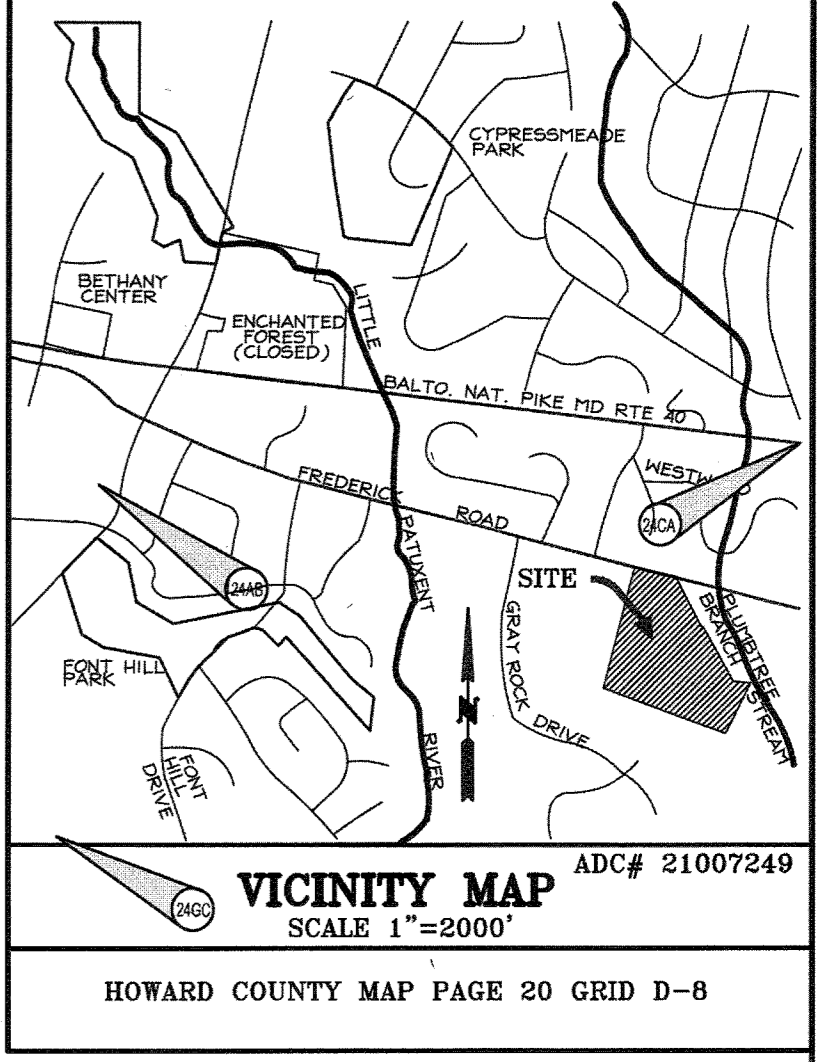 CYPRESSMEADE
PARK
BETHANY
CENTER
ENCHANTED
FOREST
(CLOSED)
LITTLE
BALTO. NAT. PIKE MD RTE 40
WESTW
24CA
FREDERICK
ROAD
PATUXENT
24AB
SITE
PLUMBTREE
BRANCH
STREAM
GRAY ROCK
DRIVE
FONT HILL
PARK
N
RIVER
FONT
HILL
DRIVE
ADC# 21007249
24GC
VICINITY MAP
SCALE 1"=2000'
HOWARD COUNTY MAP PAGE 20 GRID D-8